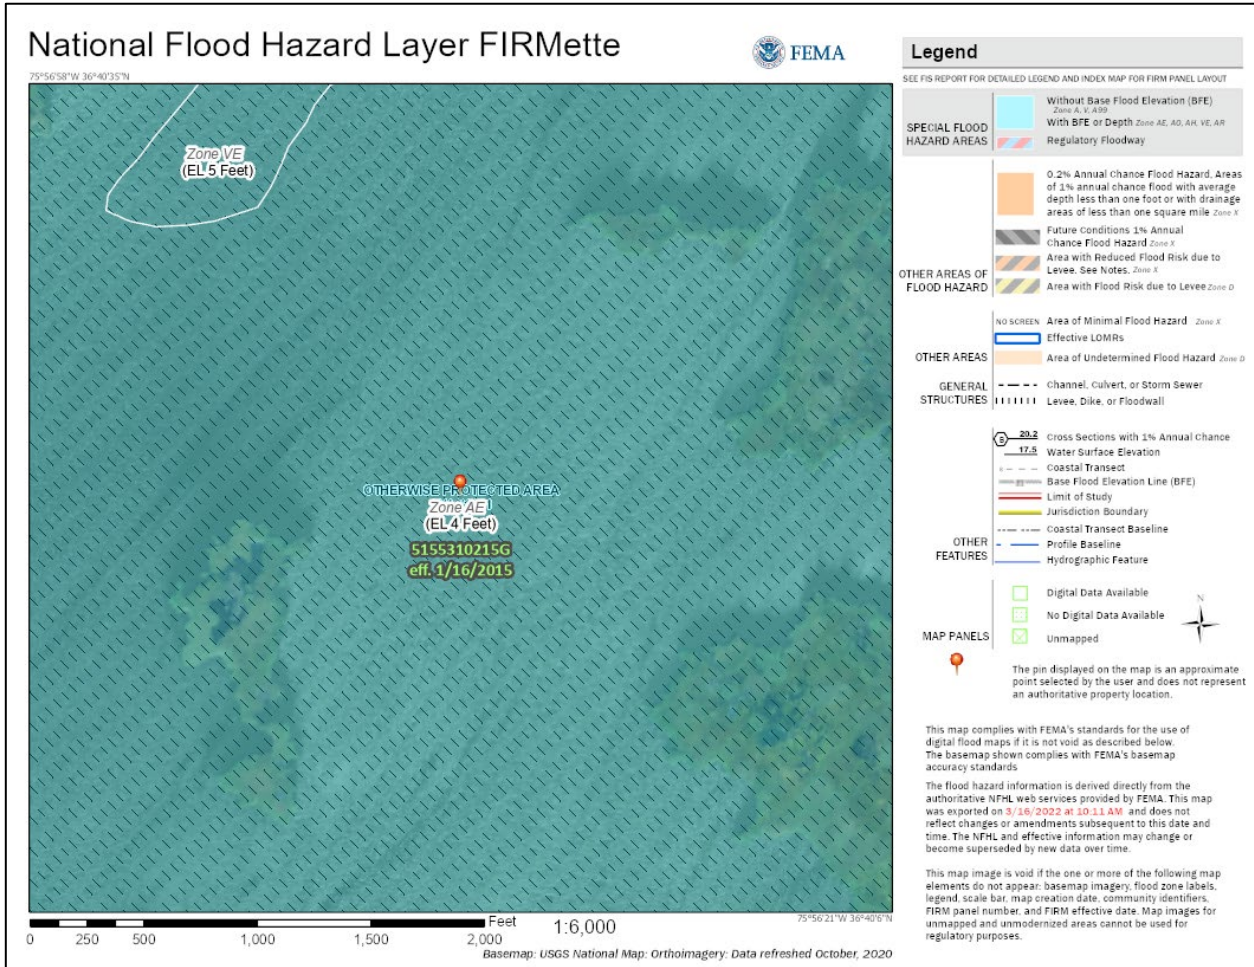 National Flood Hazard Layer FIRMette
FEMA
75°56'58"W 36°40'35"N
Zone VE
(EL 5 Feet)
OTHERWISE PROTECTED AREA
Zone AE
(EL 4 Feet)
5155310215G
eff. 1/16/2015
75°56'21"W 36°40'6"N
0 250 500 1,000 1,500 2,000
Feet
1:6,000
Basemap: USGS National Map: Orthoimagery: Data refreshed October, 2020
Legend
SEE FIS REPORT FOR DETAILED LEGEND AND INDEX MAP FOR FIRM PANEL LAYOUT
SPECIAL FLOOD
HAZARD AREAS
Without Base Flood Elevation (BFE)
Zone A, V, A99
With BFE or Depth Zone AE, AO, AH, VE, AR
Regulatory Floodway
OTHER AREAS OF
FLOOD HAZARD
0.2% Annual Chance Flood Hazard, Areas
of 1% annual chance flood with average
depth less than one foot or with drainage
areas of less than one square mile Zone X
Future Conditions 1% Annual
Chance Flood Hazard Zone X
Area with Reduced Flood Risk due to
Levee. See Notes. Zone X
Area with Flood Risk due to Levee Zone D
OTHER AREAS
NO SCREEN Area of Minimal Flood Hazard Zone X
Effective LOMRs
Area of Undetermined Flood Hazard Zone D
GENERAL
STRUCTURES
Channel, Culvert, or Storm Sewer
Levee, Dike, or Floodwall
OTHER
FEATURES
B 20.2 Cross Sections with 1% Annual Chance
17.5 Water Surface Elevation
Coastal Transect
Base Flood Elevation Line (BFE)
Limit of Study
Jurisdiction Boundary
Coastal Transect Baseline
Profile Baseline
Hydrographic Feature
MAP PANELS
Digital Data Available
No Digital Data Available
Unmapped
N
The pin displayed on the map is an approximate
point selected by the user and does not represent
an authoritative property location.
This map complies with FEMA's standards for the use of
digital flood maps if it is not void as described below.
The basemap shown complies with FEMA's basemap
accuracy standards
The flood hazard information is derived directly from the
authoritative NFHL web services provided by FEMA. This map
was exported on 3/16/2022 at 10:11 AM and does not
reflect changes or amendments subsequent to this date and
time. The NFHL and effective information may change or
become superseded by new data over time.
This map image is void if the one or more of the following map
elements do not appear: basemap imagery, flood zone labels,
legend, scale bar, map creation date, community identifiers,
FIRM panel number, and FIRM effective date. Map images for
unmapped and unmodernized areas cannot be used for
regulatory purposes.